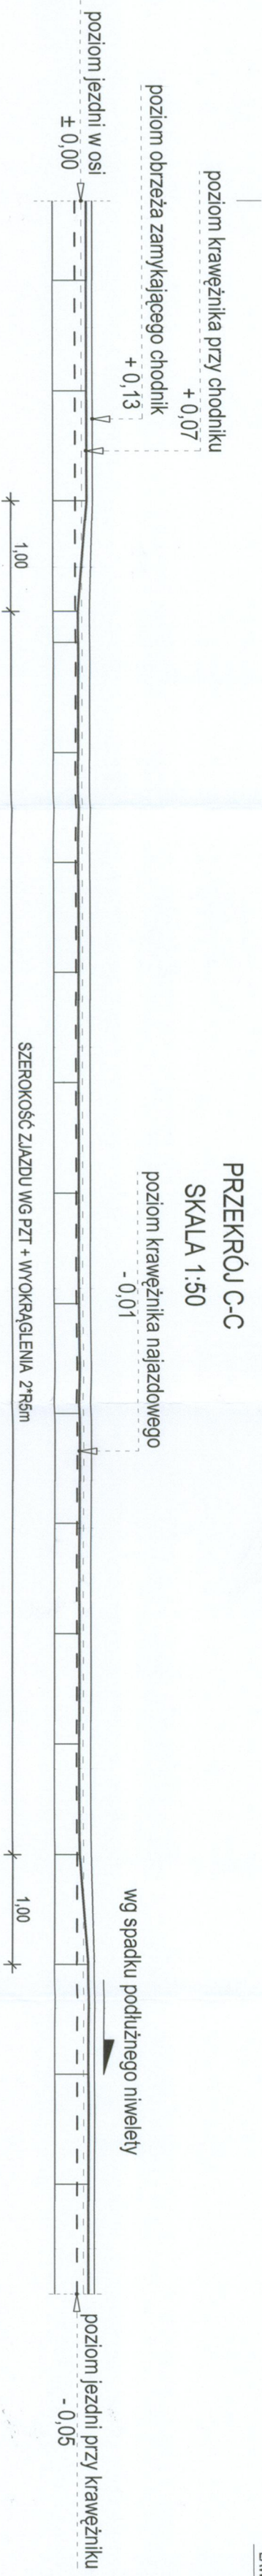 PRZEKRÓJ C-C
SKALA 1:50
poziom krawężnika przy chodniku
+ 0,07
poziom obrzeża zamykającego chodnik
+ 0,13
poziom jezdni w osi
± 0,00
poziom krawężnika najazdowego
- 0,01
wg spadku podłużnego niwelety
poziom jezdni przy krawężniku
- 0,05
1,00
SZEROKOŚĆ ZJAZDU WG PZT + WYOKRĄGLENIA 2*R5m
1,00